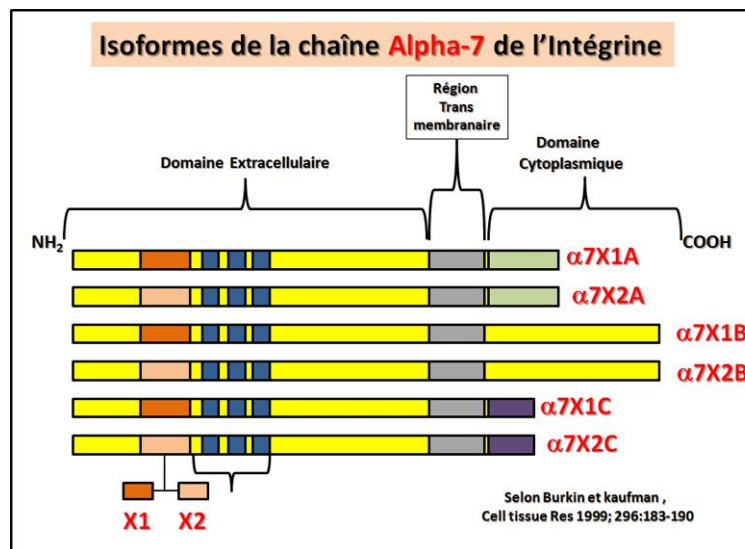 Isoformes de la chaîne Alpha-7 de l'Intégrine
Région
Trans
membranaire
Domaine Extracellulaire
Domaine
Cytoplasmique
NH₂
COOH
α7X1A
α7X2A
α7X1B
α7X2B
α7X1C
α7X2C
X1 X2
Selon Burkin et kaufman ,
Cell tissue Res 1999; 296:183-190